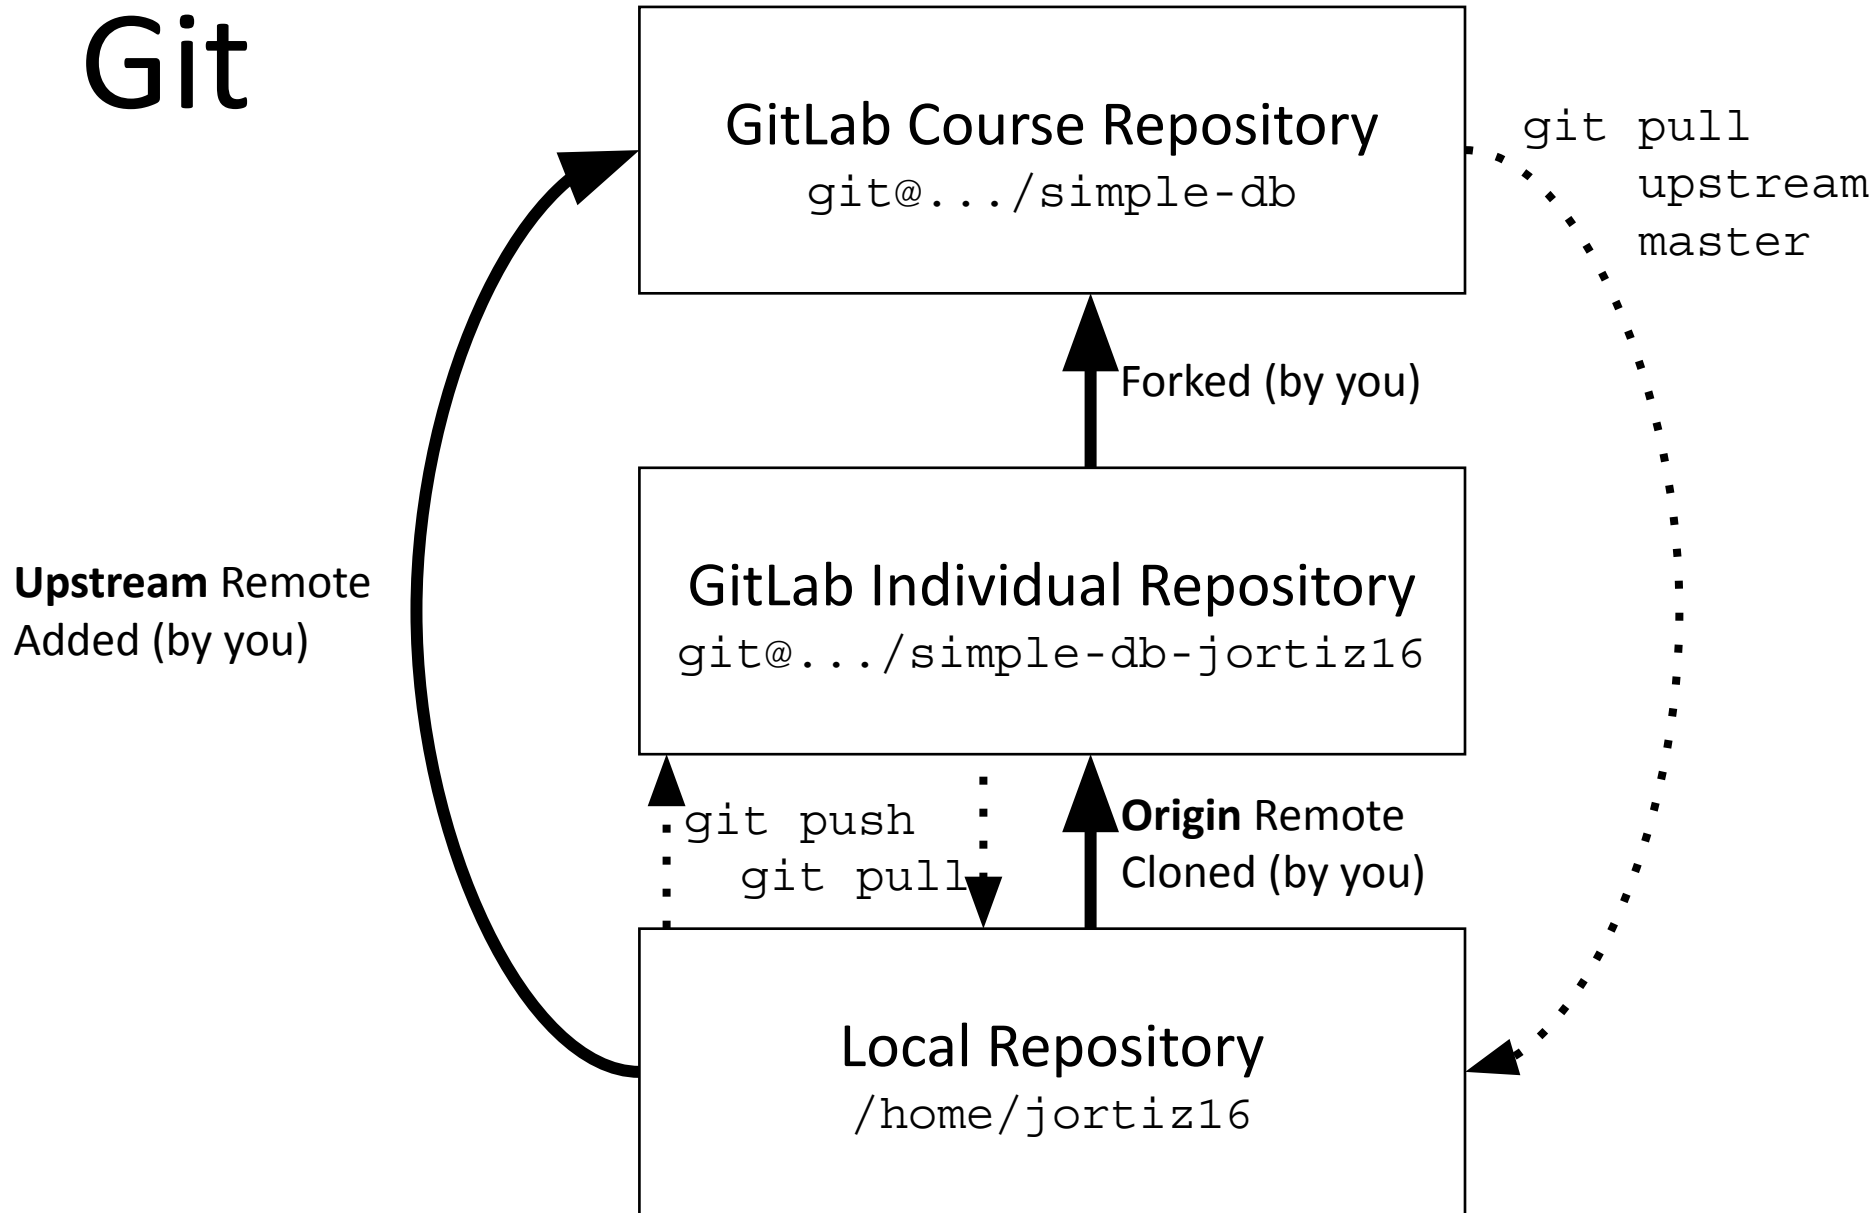 Git
GitLab Course Repository
git@.../simple-db
git pull
upstream
master
Forked (by you)
Upstream Remote
Added (by you)
GitLab Individual Repository
git@.../simple-db-jortiz16
git push
git pull
Origin Remote
Cloned (by you)
Local Repository
/home/jortiz16